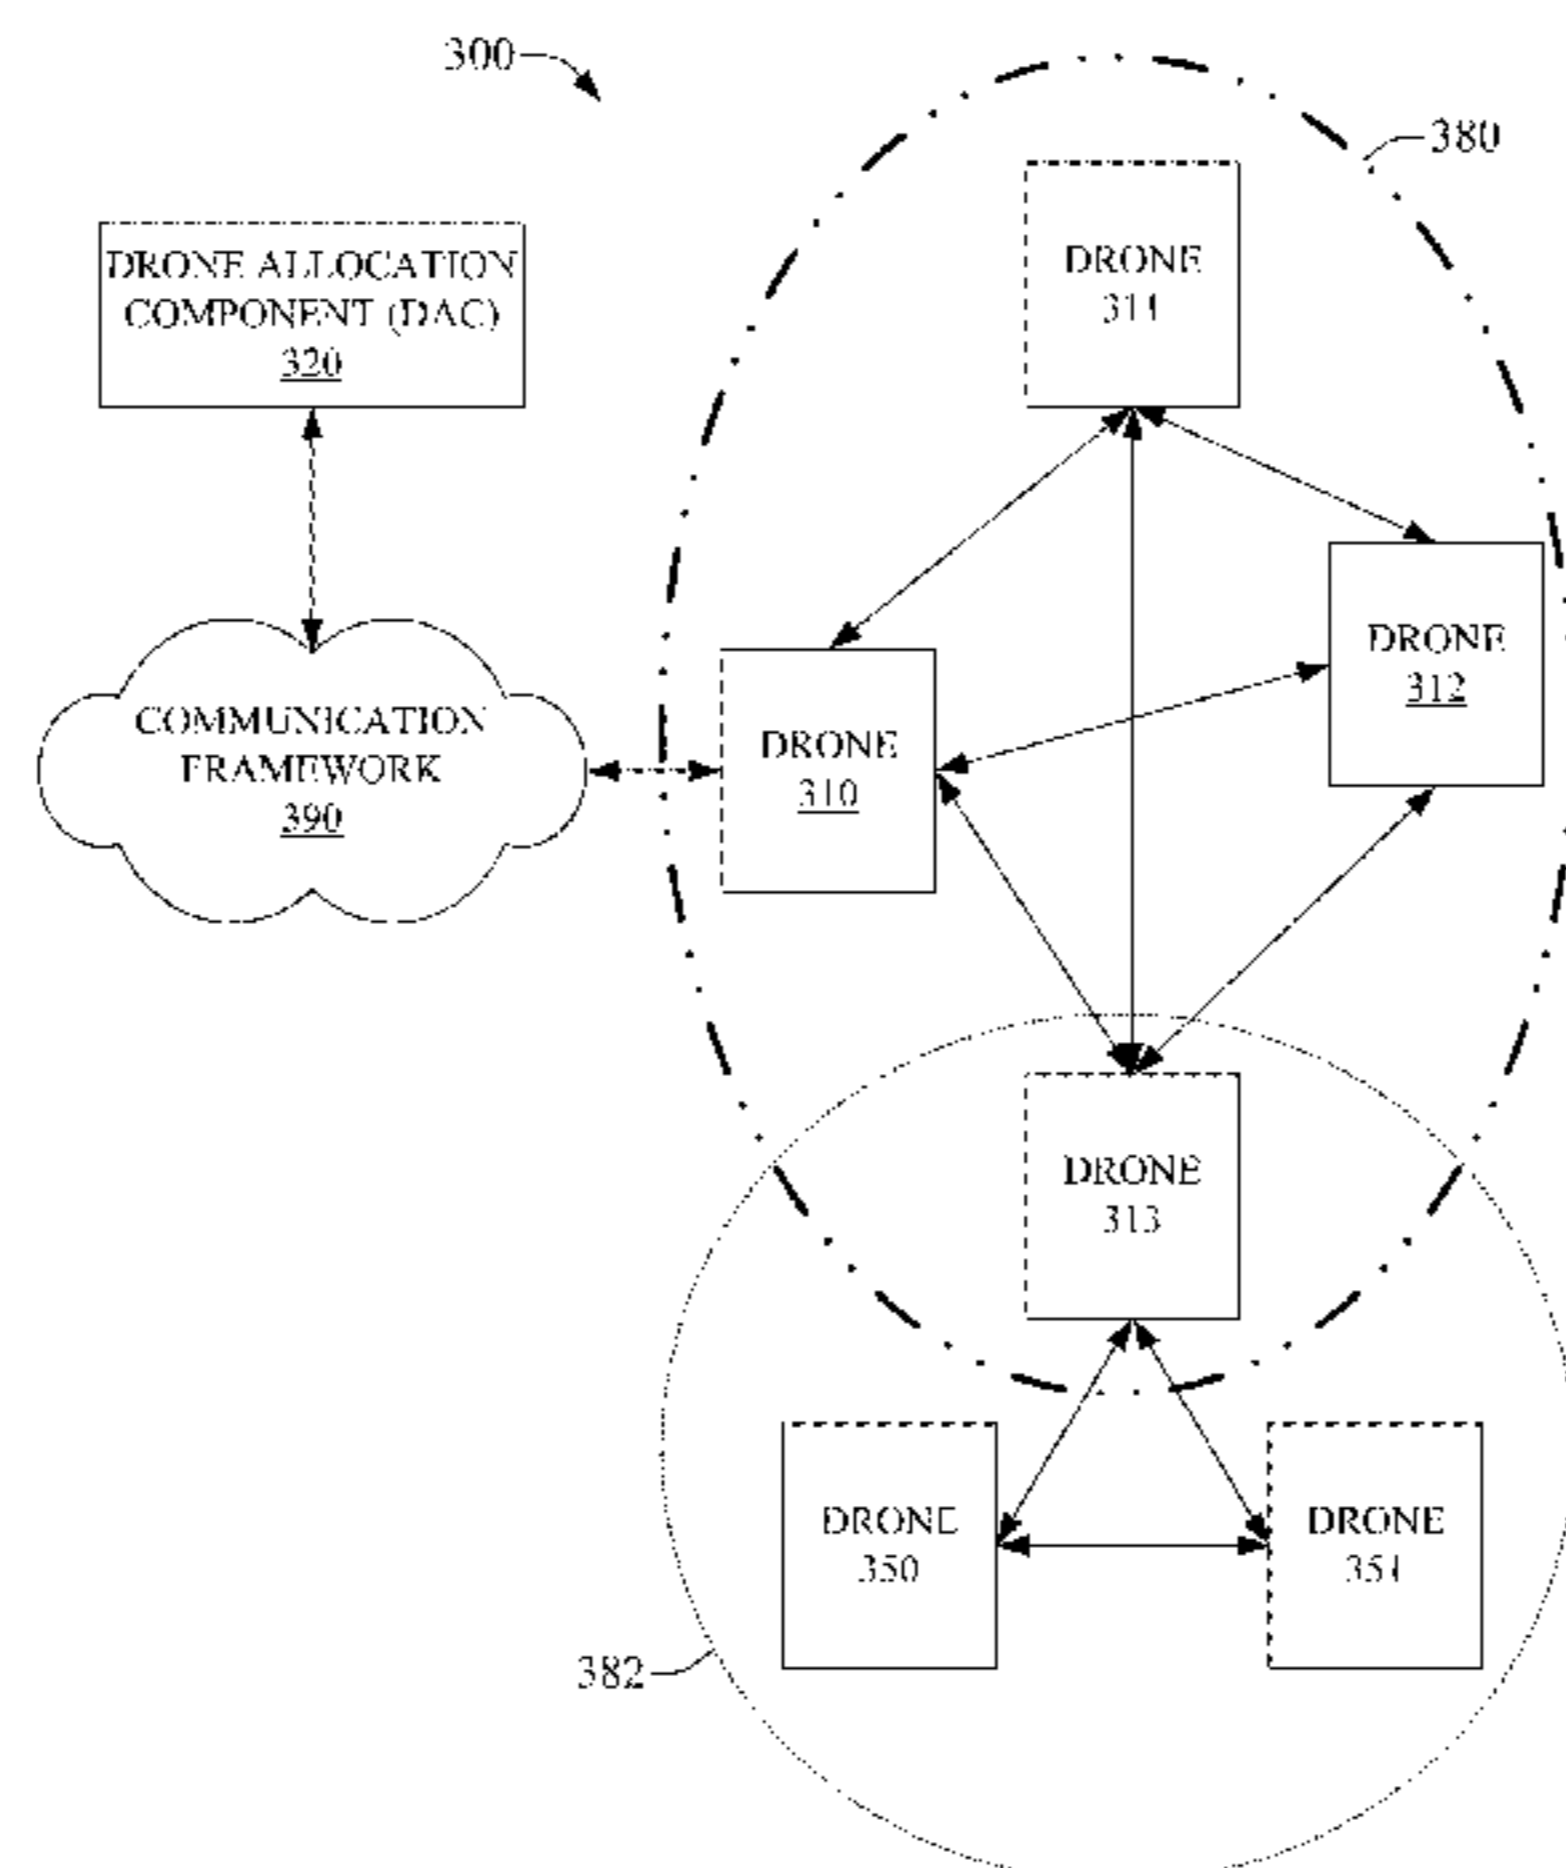 300
380
DRONE ALLOCATION
COMPONENT (DAC)
320
DRONE
311
DRONE
312
COMMUNICATION
FRAMEWORK
390
DRONE
310
DRONE
313
DRONE
350
DRONE
351
382